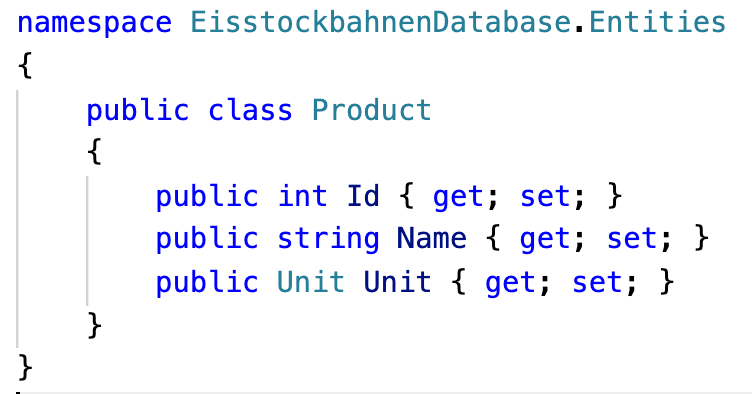 namespace EisstockbahnenDatabase.Entities
{
    public class Product
    {
        public int Id { get; set; }
        public string Name { get; set; }
        public Unit Unit { get; set; }
    }
}